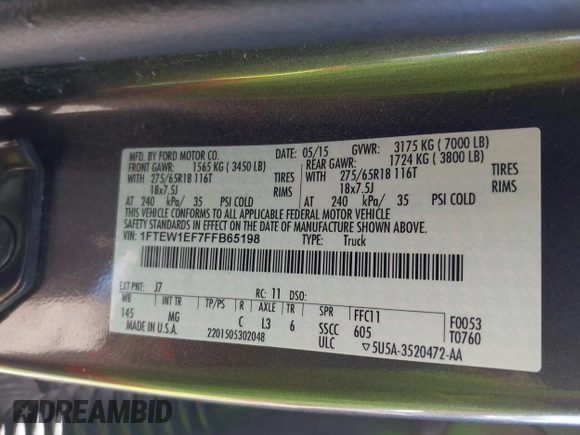 MFD. BY FORD MOTOR CO.
DATE: 05/15 GVWR: 3175 KG ( 7000 LB)
FRONT GAWR: 1565 KG ( 3450 LB) REAR GAWR: 1724 KG ( 3800 LB)
WITH 275/65R18 116T TIRES WITH 275/65R18 116T TIRES
18x7.5J RIMS 18x7.5J RIMS
AT 240 kPa/ 35 PSI COLD AT 240 kPa/ 35 PSI COLD
THIS VEHICLE CONFORMS TO ALL APPLICABLE FEDERAL MOTOR VEHICLE
SAFETY STANDARDS IN EFFECT ON THE DATE OF MANUFACTURE SHOWN ABOVE.
VIN: 1FTEW1EF7FFB65198 TYPE: Truck
EXT PNT: J7 RC: 11 DSO:
WB INT TR TP/PS R AXLE TR SPR FFC11 F0053
145 MG C L3 6 SSCC 605 T0760
MADE IN U.S.A. 2201505302048 ULC ▽5U5A-3520472-AA
DREAMBID